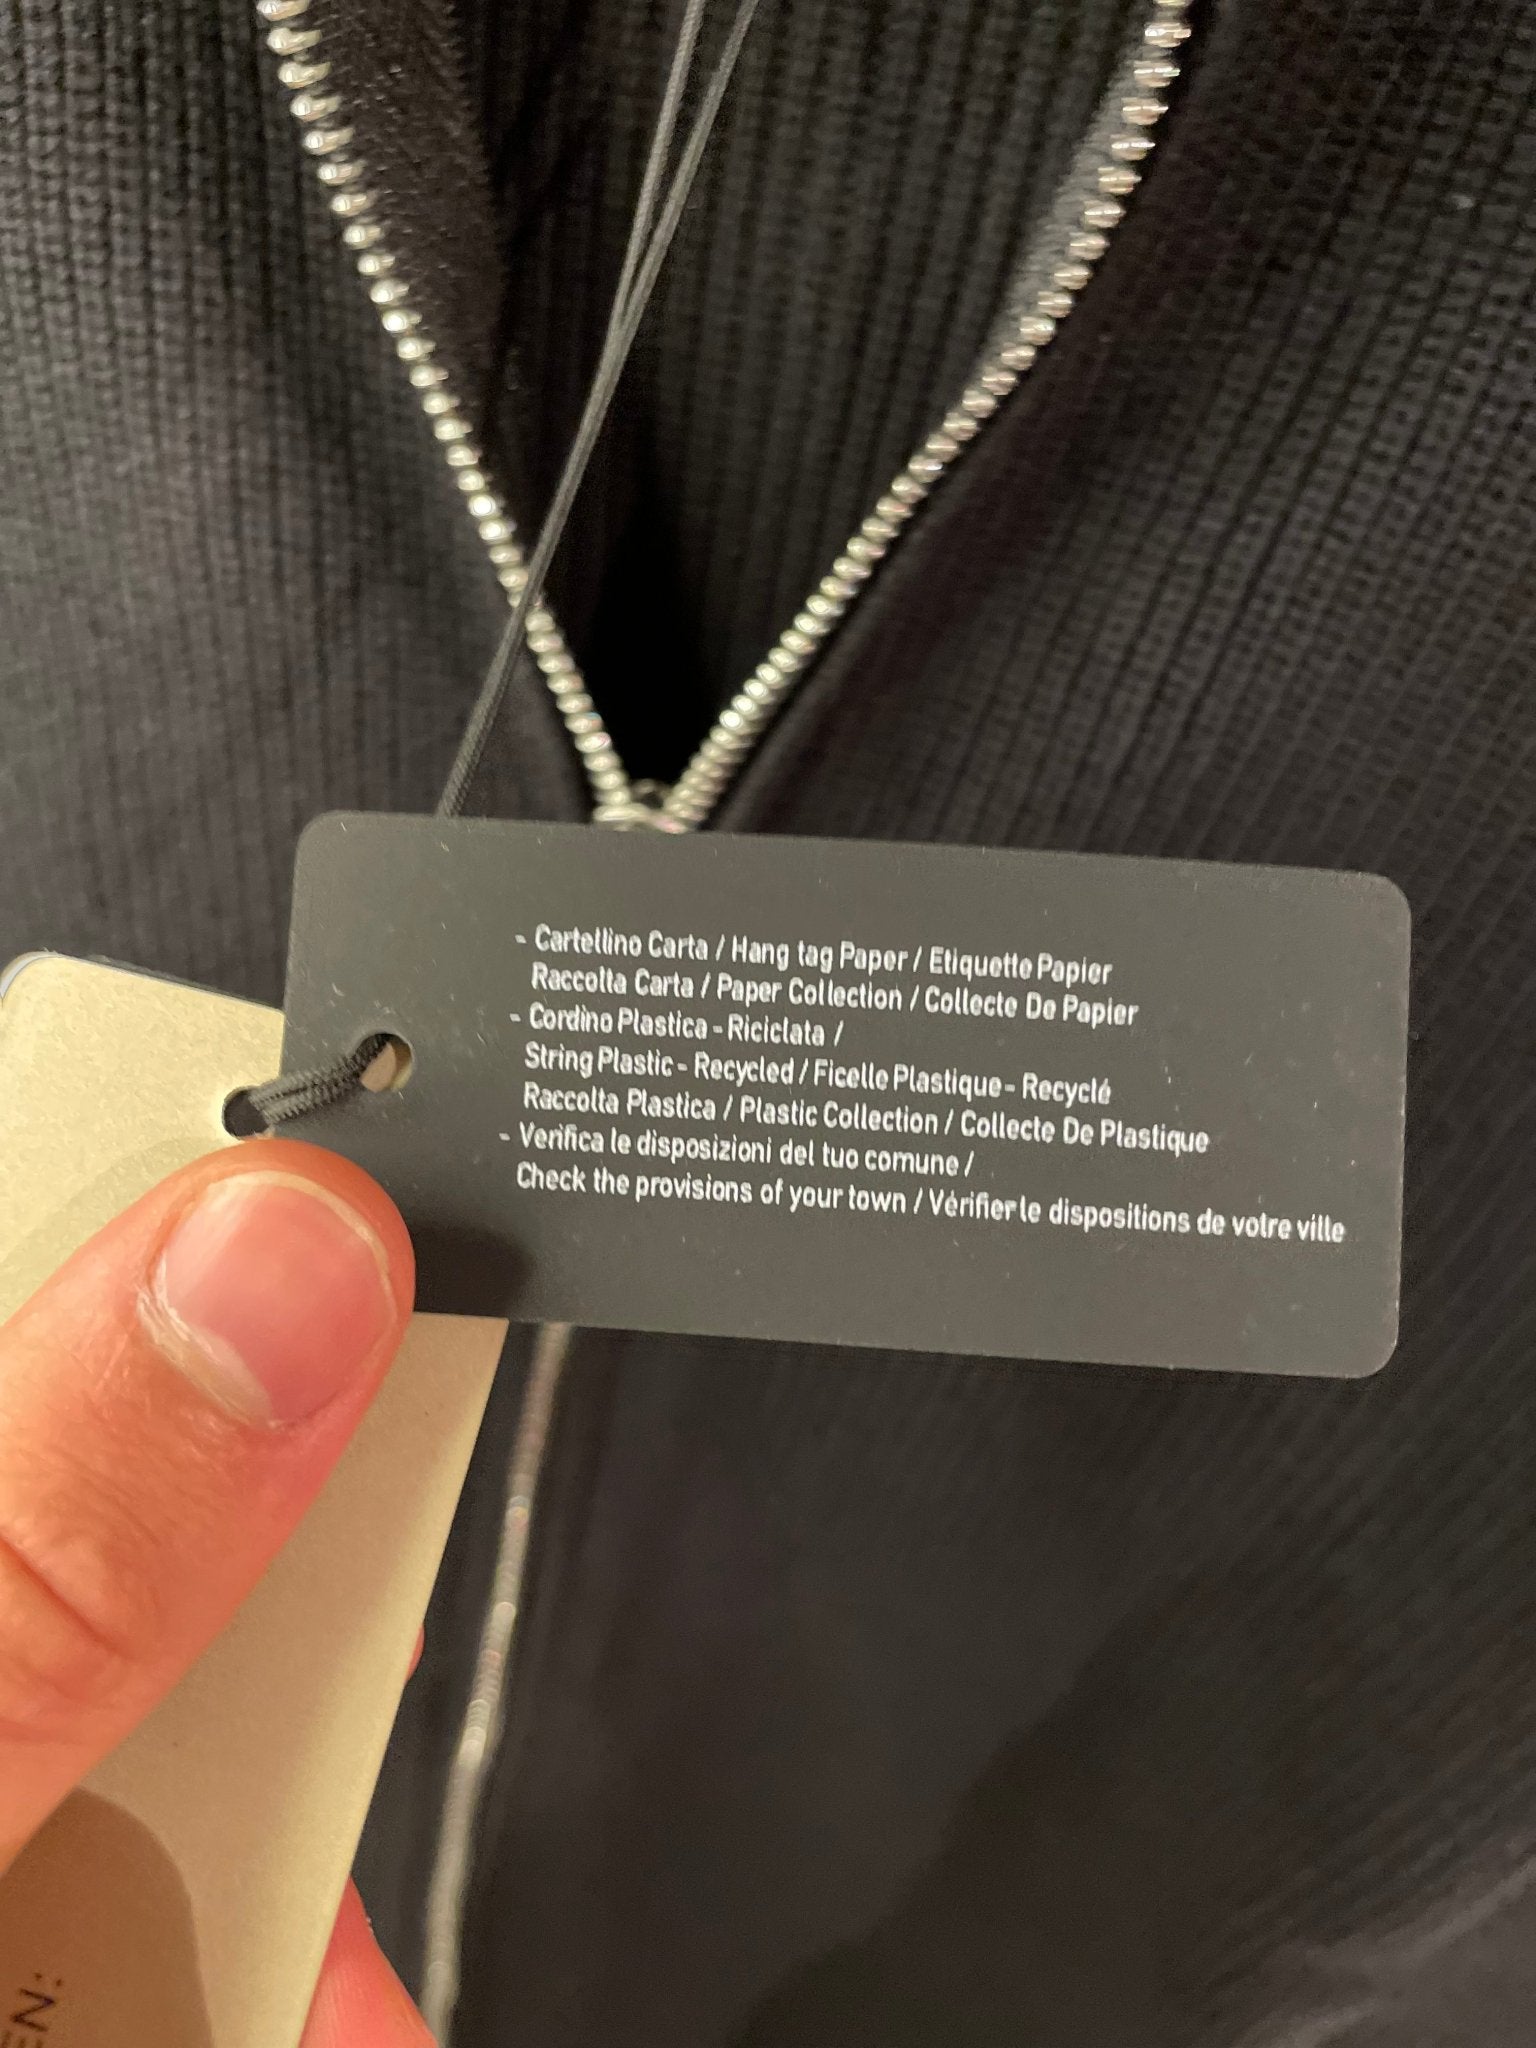 - Cartellino Carta / Hang tag Paper / Etiquette Papier
Raccolta Carta / Paper Collection / Collecte De Papier
- Cordino Plastica - Riciclata /
String Plastic - Recycled / Ficelle Plastique - Recyclé
Raccolta Plastica / Plastic Collection / Collecte De Plastique
- Verifica le disposizioni del tuo comune /
Check the provisions of your town / Vérifier le dispositions de votre ville